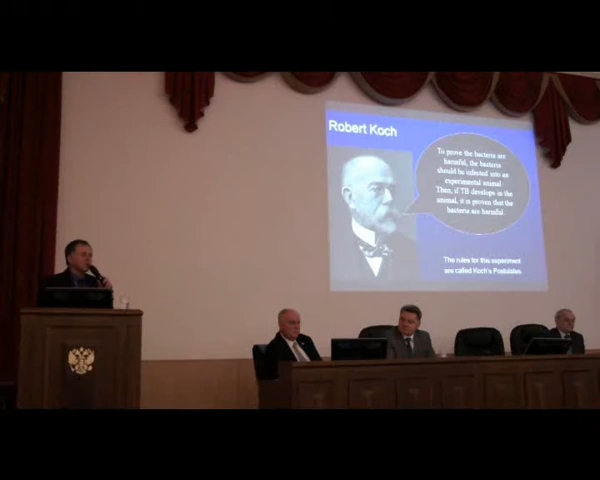 Robert Koch
To prove the bacteria are
harmful, the bacteria
should be infected into an
experimental animal.
Then, if TB develops in the
animal, it is proven that the
bacteria are harmful.
The rules for this experiment
are called Koch's Postulates.